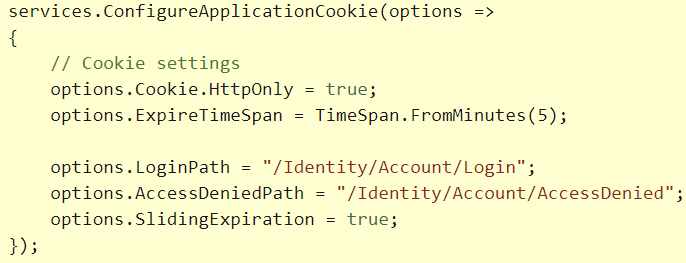 services.ConfigureApplicationCookie(options =>
{
    // Cookie settings
    options.Cookie.HttpOnly = true;
    options.ExpireTimeSpan = TimeSpan.FromMinutes(5);

    options.LoginPath = "/Identity/Account/Login";
    options.AccessDeniedPath = "/Identity/Account/AccessDenied";
    options.SlidingExpiration = true;
});